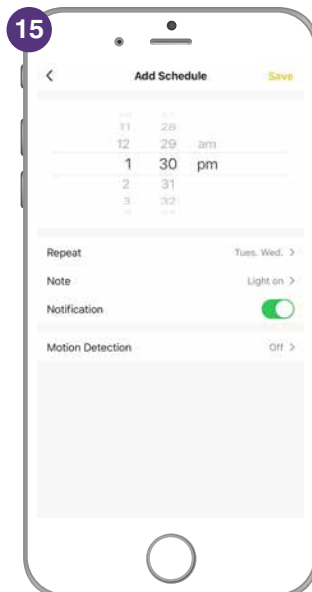 15
Add Schedule Save
11 28
12 29 am
1 30 pm
2 31
3 32
Repeat Tues. Wed.
Note Light on
Notification
Motion Detection Off